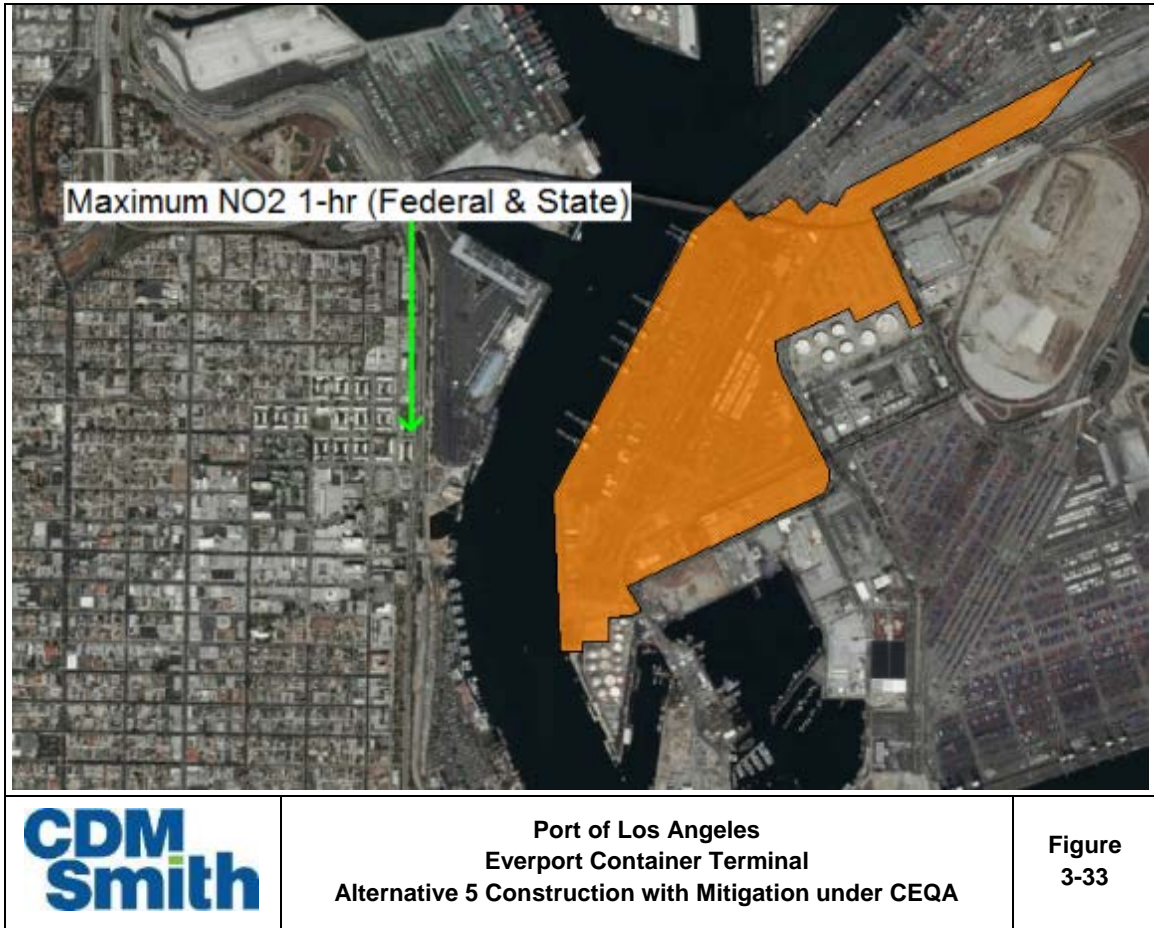 Maximum NO2 1-hr (Federal & State)
CDM
Smith
Port of Los Angeles
Everport Container Terminal
Alternative 5 Construction with Mitigation under CEQA
Figure
3-33